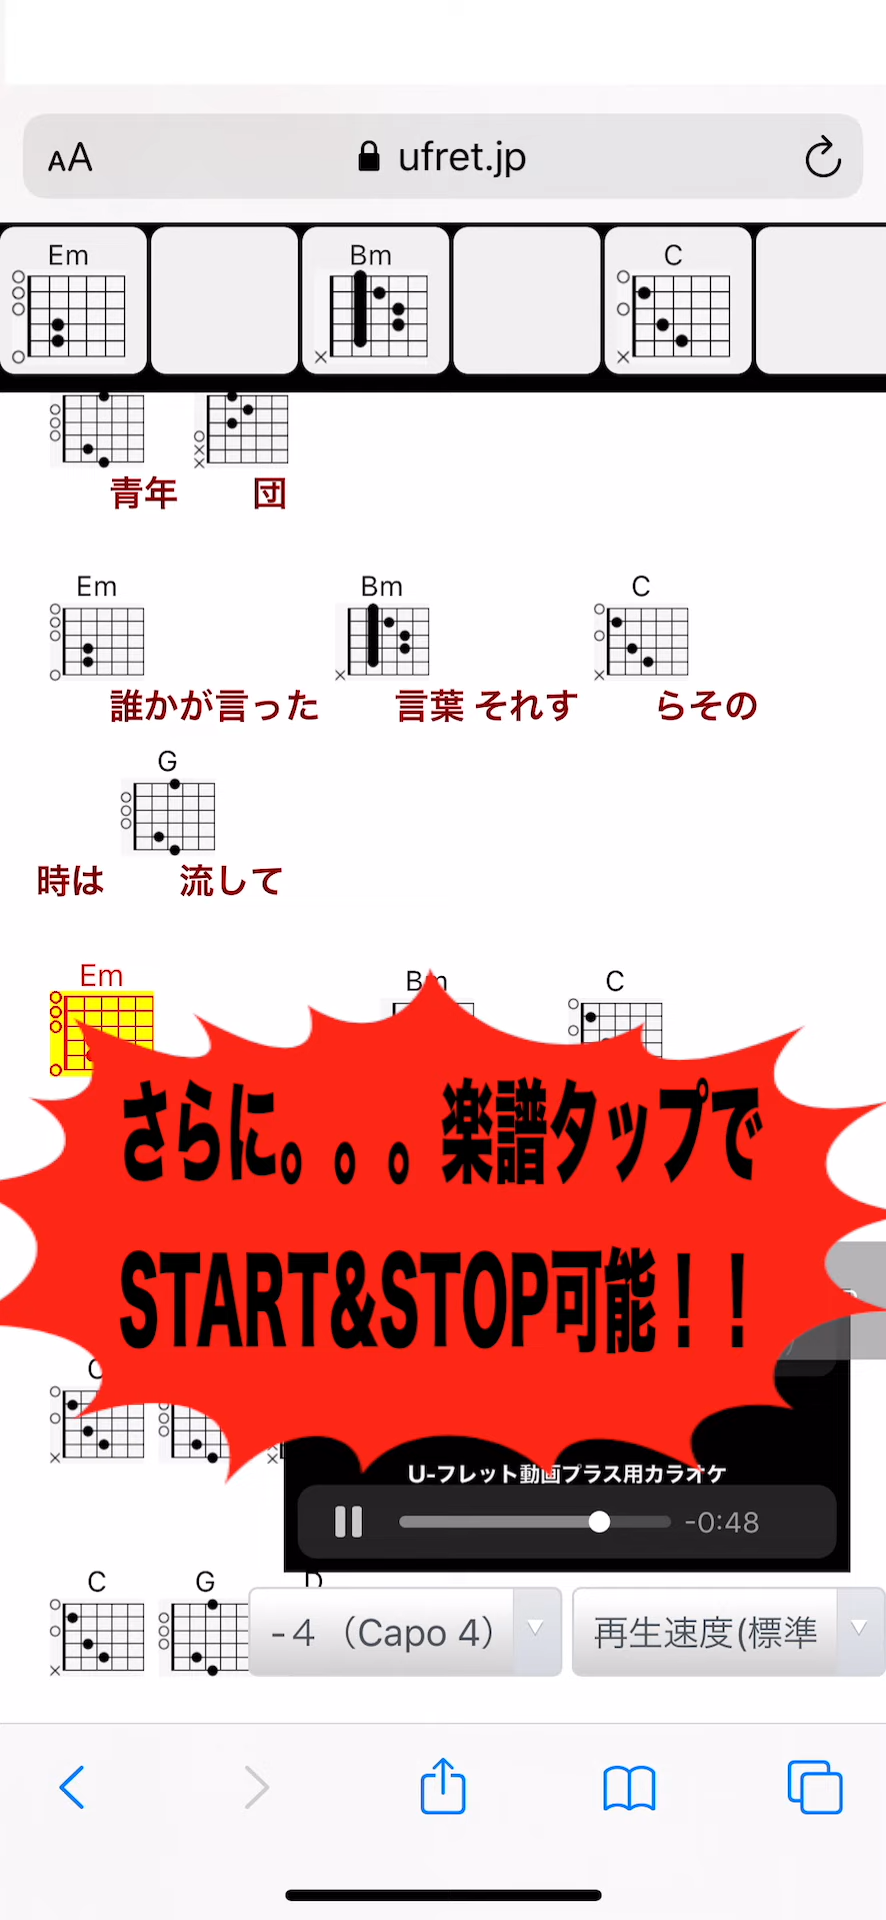 AA ufret.jp
Em Bm C
青年 団
Em Bm C
誰かが言った 言葉 それす らその
G
時は 流して
Em Bm C
さらに。。。楽譜タップで
START&STOP可能！！
U-フレット動画プラス用カラオケ
-0:48
C G D
-4 （Capo 4） 再生速度(標準